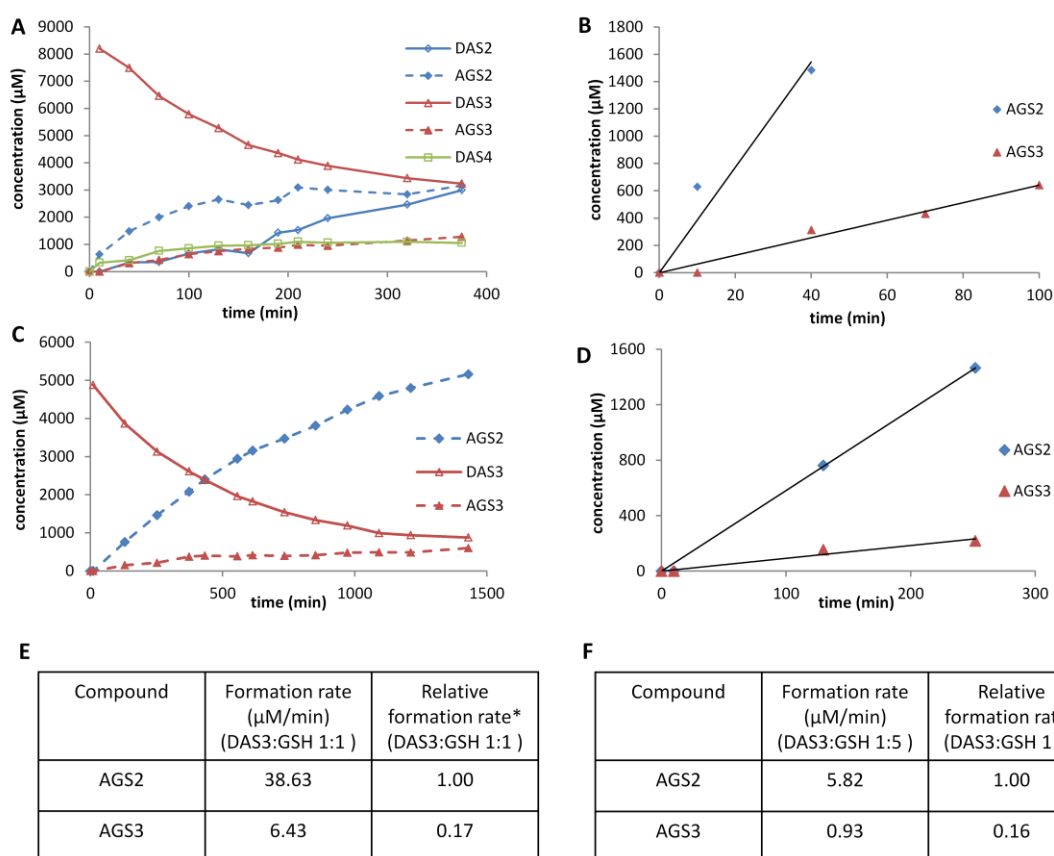 A
concentration (µM)
9000
8000
7000
6000
5000
4000
3000
2000
1000
0
0
100
200
300
400
time (min)
DAS2
AGS2
DAS3
AGS3
DAS4
B
concentration (µM)
1800
1600
1400
1200
1000
800
600
400
200
0
0
20
40
60
80
100
time (min)
AGS2
AGS3
C
concentration (µM)
6000
5000
4000
3000
2000
1000
0
0
500
1000
1500
time (min)
AGS2
DAS3
AGS3
D
concentration (µM)
1600
1200
800
400
0
0
100
200
300
time (min)
AGS2
AGS3
E
Compound
Formation rate
(µM/min)
(DAS3:GSH 1:1 )
Relative
formation rate*
(DAS3:GSH 1:1 )
AGS2
38.63
1.00
AGS3
6.43
0.17
F
Compound
Formation rate
(µM/min)
(DAS3:GSH 1:5 )
Relative
formation
(DAS3:GSH
AGS2
5.82
1.00
AGS3
0.93
0.16